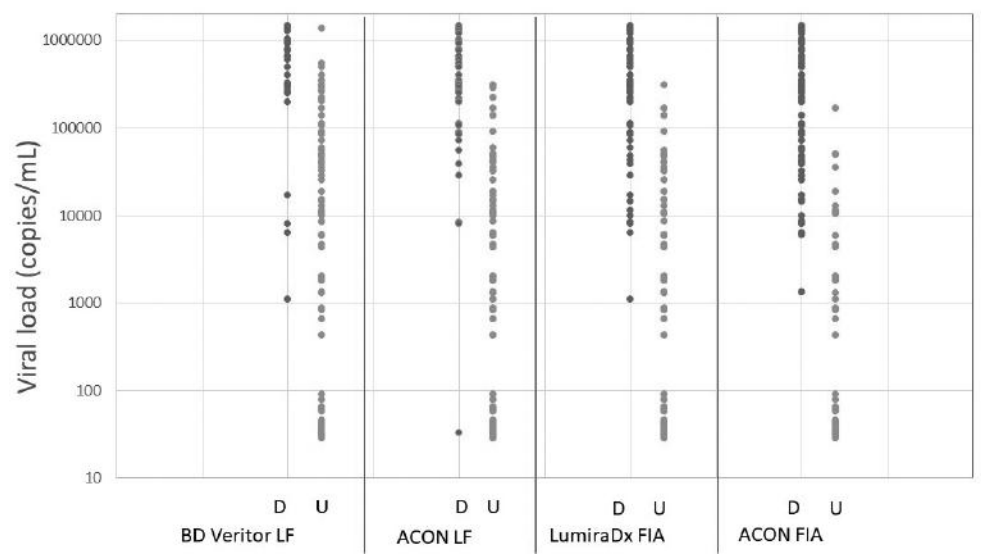 Viral load (copies/mL)
1000000
100000
10000
1000
100
10
D U D U D U D U
BD Veritor LF ACON LF LumiraDx FIA ACON FIA